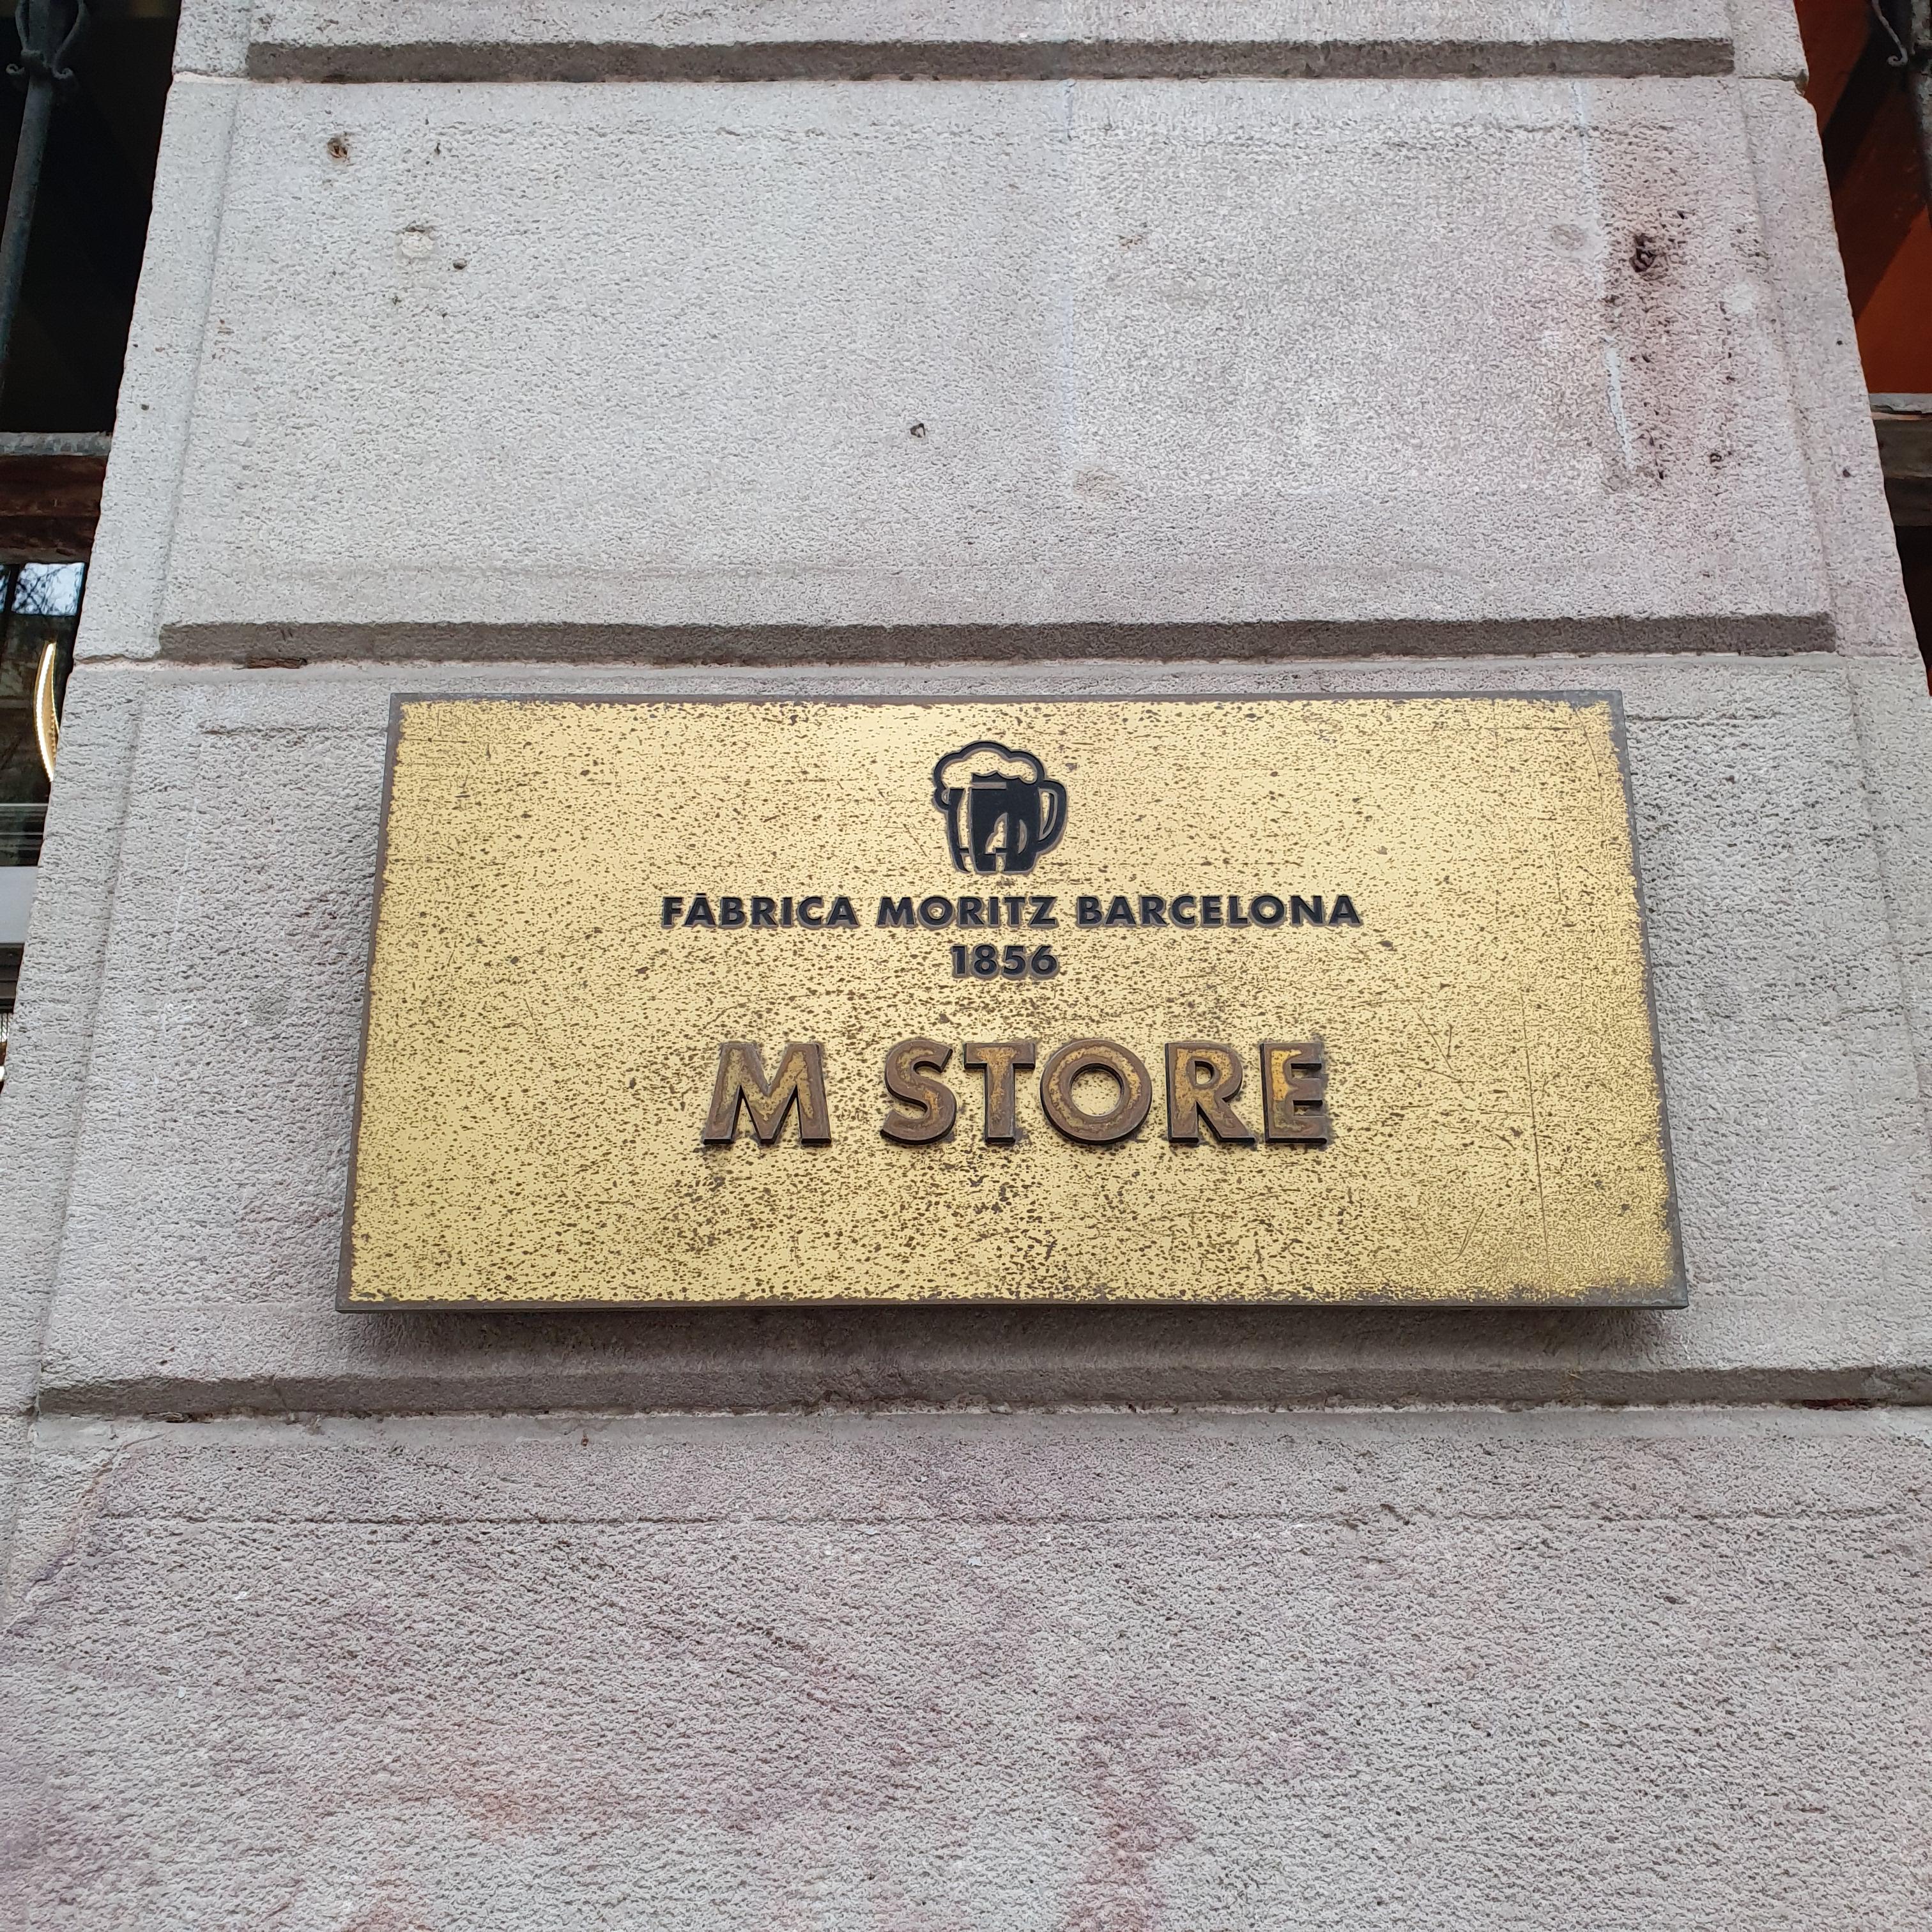 FÀBRICA MORITZ BARCELONA
1856
M STORE